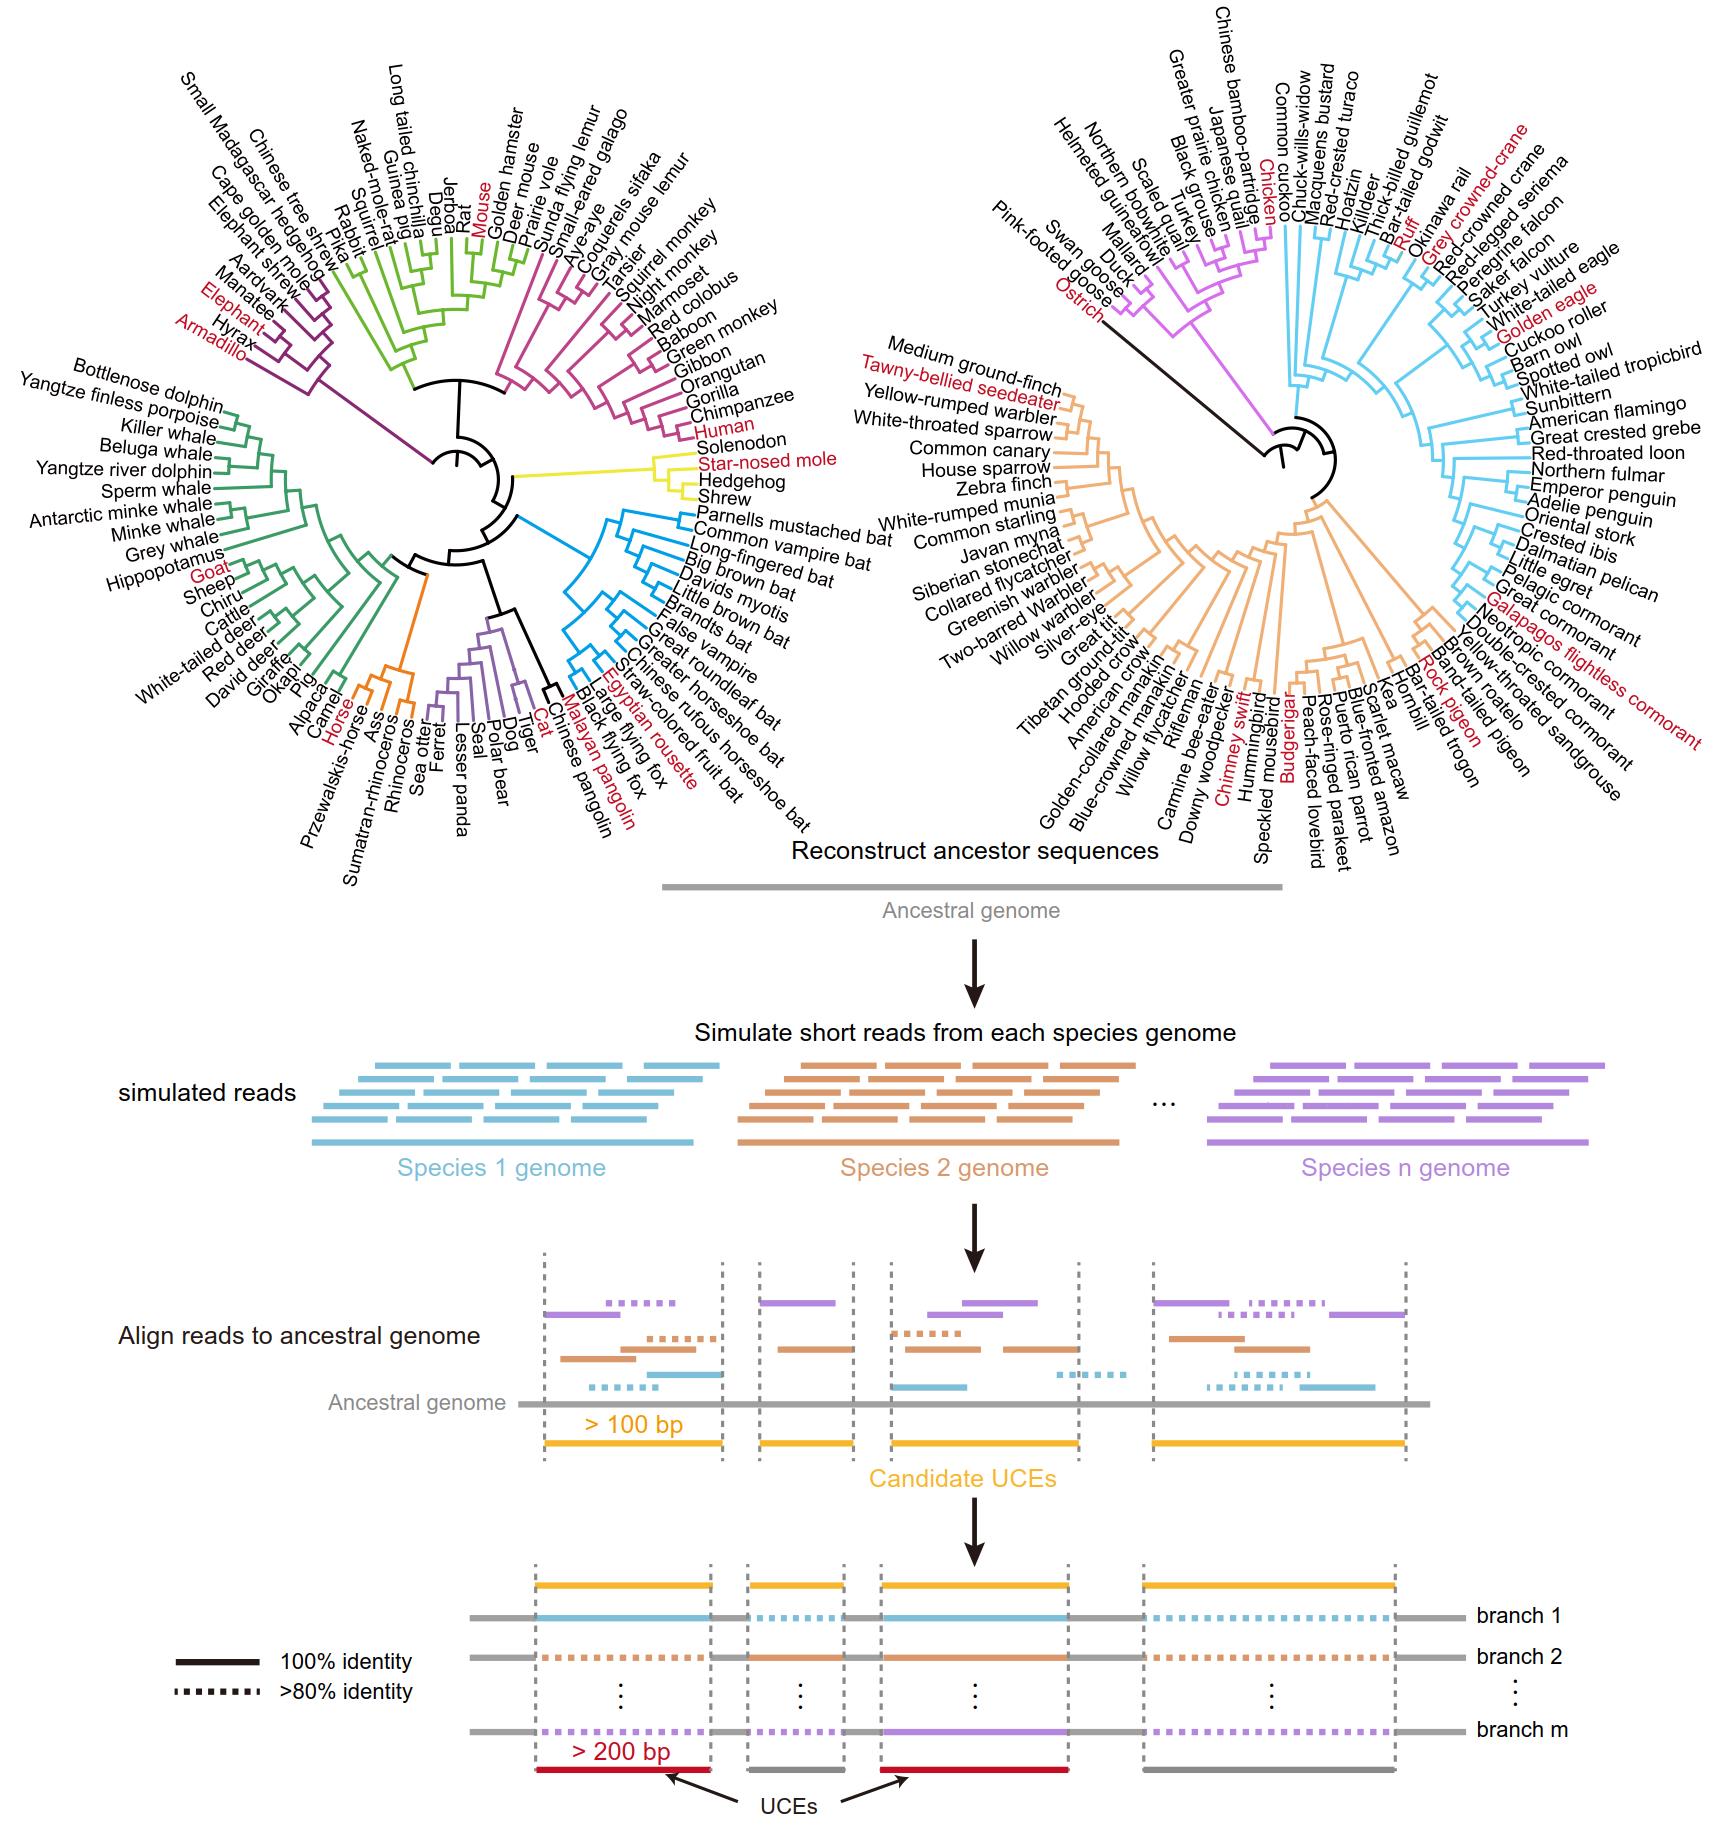 Armadillo
Hyrax
Elephant
Manatee
Aardvark
Elephant shrew
Cape golden mole
Small Madagascar hedgehog
Chinese tree shrew
Pika
Rabbit
Squirrel
Naked-mole-rat
Guinea pig
Long tailed chinchilla
Degu
Jerboa
Rat
Mouse
Golden hamster
Deer mouse
Prairie vole
Sunda flying lemur
Small-eared galago
Aye-aye
Coquerels sifaka
Gray mouse lemur
Tarsier
Squirrel monkey
Night monkey
Marmoset
Red colobus
Baboon
Green monkey
Gibbon
Orangutan
Gorilla
Chimpanzee
Human
Solenodon
Star-nosed mole
Hedgehog
Shrew
Parnells mustached bat
Common vampire bat
Long-fingered bat
Big brown bat
Davids myotis
Little brown bat
Brandts bat
False vampire
Great roundleaf bat
Greater horseshoe bat
Chinese rufous horseshoe bat
Straw-colored fruit bat
Egyptian rousette
Large flying fox
Black flying fox
Malayan pangolin
Chinese pangolin
Cat
Tiger
Dog
Polar bear
Seal
Lesser panda
Ferret
Sea otter
Rhinoceros
Sumatran-rhinoceros
Ass
Przewalskis-horse
Horse
Camel
Alpaca
Pig
Okapi
Giraffe
David deer
Red deer
White-tailed deer
Cattle
Chiru
Sheep
Goat
Hippopotamus
Grey whale
Minke whale
Antarctic minke whale
Sperm whale
Yangtze river dolphin
Beluga whale
Killer whale
Yangtze finless porpoise
Bottlenose dolphin
Ostrich
Pink-footed goose
Swan goose
Duck
Mallard
Helmeted guineafowl
Northern bobwhite
Scaled quail
Turkey
Black grouse
Greater prairie chicken
Japanese quail
Chinese bamboo-partridge
Chicken
Common cuckoo
Chuck-wills-widow
Macqueens bustard
Red-crested turaco
Hoatzin
Killdeer
Thick-billed guillemot
Bar-tailed godwit
Ruff
Okinawa rail
Grey crowned-crane
Red-crowned crane
Red-legged seriema
Peregrine falcon
Saker falcon
Turkey vulture
White-tailed eagle
Golden eagle
Cuckoo roller
Barn owl
Spotted owl
White-tailed tropicbird
Sunbittern
American flamingo
Great crested grebe
Red-throated loon
Northern fulmar
Emperor penguin
Adelie penguin
Oriental stork
Crested ibis
Dalmatian pelican
Little egret
Pelagic cormorant
Great cormorant
Galapagos flightless cormorant
Neotropic cormorant
Double-crested cormorant
Yellow-throated sandgrouse
Brown roatelo
Band-tailed pigeon
Rock pigeon
Bar-tailed trogon
Hornbill
Kea
Scarlet macaw
Blue-fronted amazon
Puerto rican parrot
Rose-ringed parakeet
Peach-faced lovebird
Budgerigar
Speckled mousebird
Hummingbird
Chimney swift
Downy woodpecker
Carmine bee-eater
Rifleman
Willow flycatcher
Blue-crowned manakin
Golden-collared manakin
American crow
Hooded crow
Tibetan ground-tit
Great tit
Silver-eye
Willow warbler
Two-barred Warbler
Greenish warbler
Collared flycatcher
Siberian stonechat
Javan myna
Common starling
White-rumped munia
Zebra finch
House sparrow
Common canary
White-throated sparrow
Yellow-rumped warbler
Tawny-bellied seedeater
Medium ground-finch
Reconstruct ancestor sequences
Ancestral genome
Simulate short reads from each species genome
simulated reads
...
Species 1 genome
Species 2 genome
Species n genome
Align reads to ancestral genome
Ancestral genome
> 100 bp
Candidate UCEs
branch 1
branch 2
branch m
100% identity
>80% identity
> 200 bp
UCEs